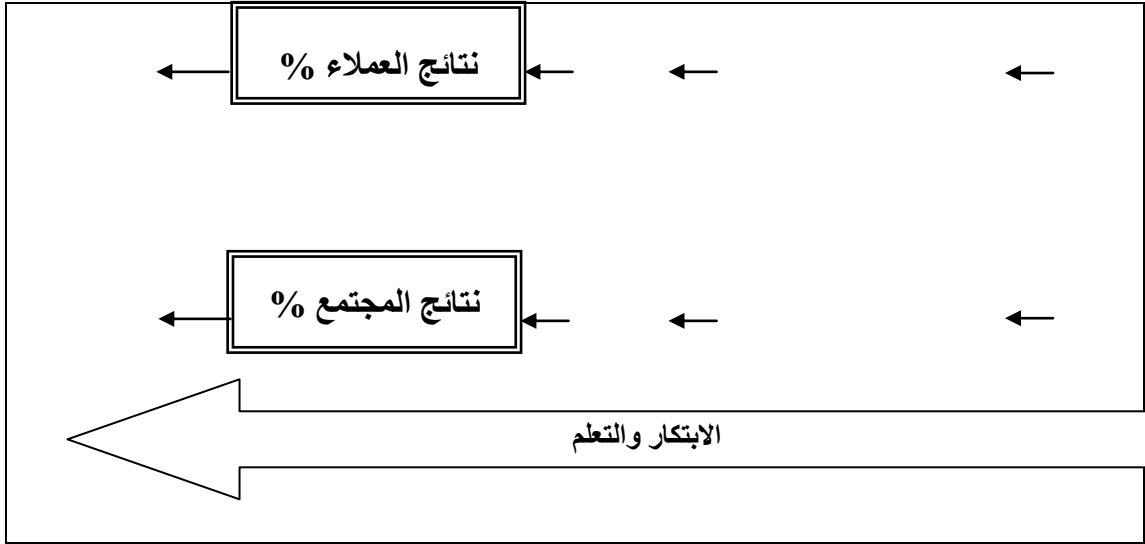 نتائج العملاء %
نتائج المجتمع %
الابتكار والتعلم